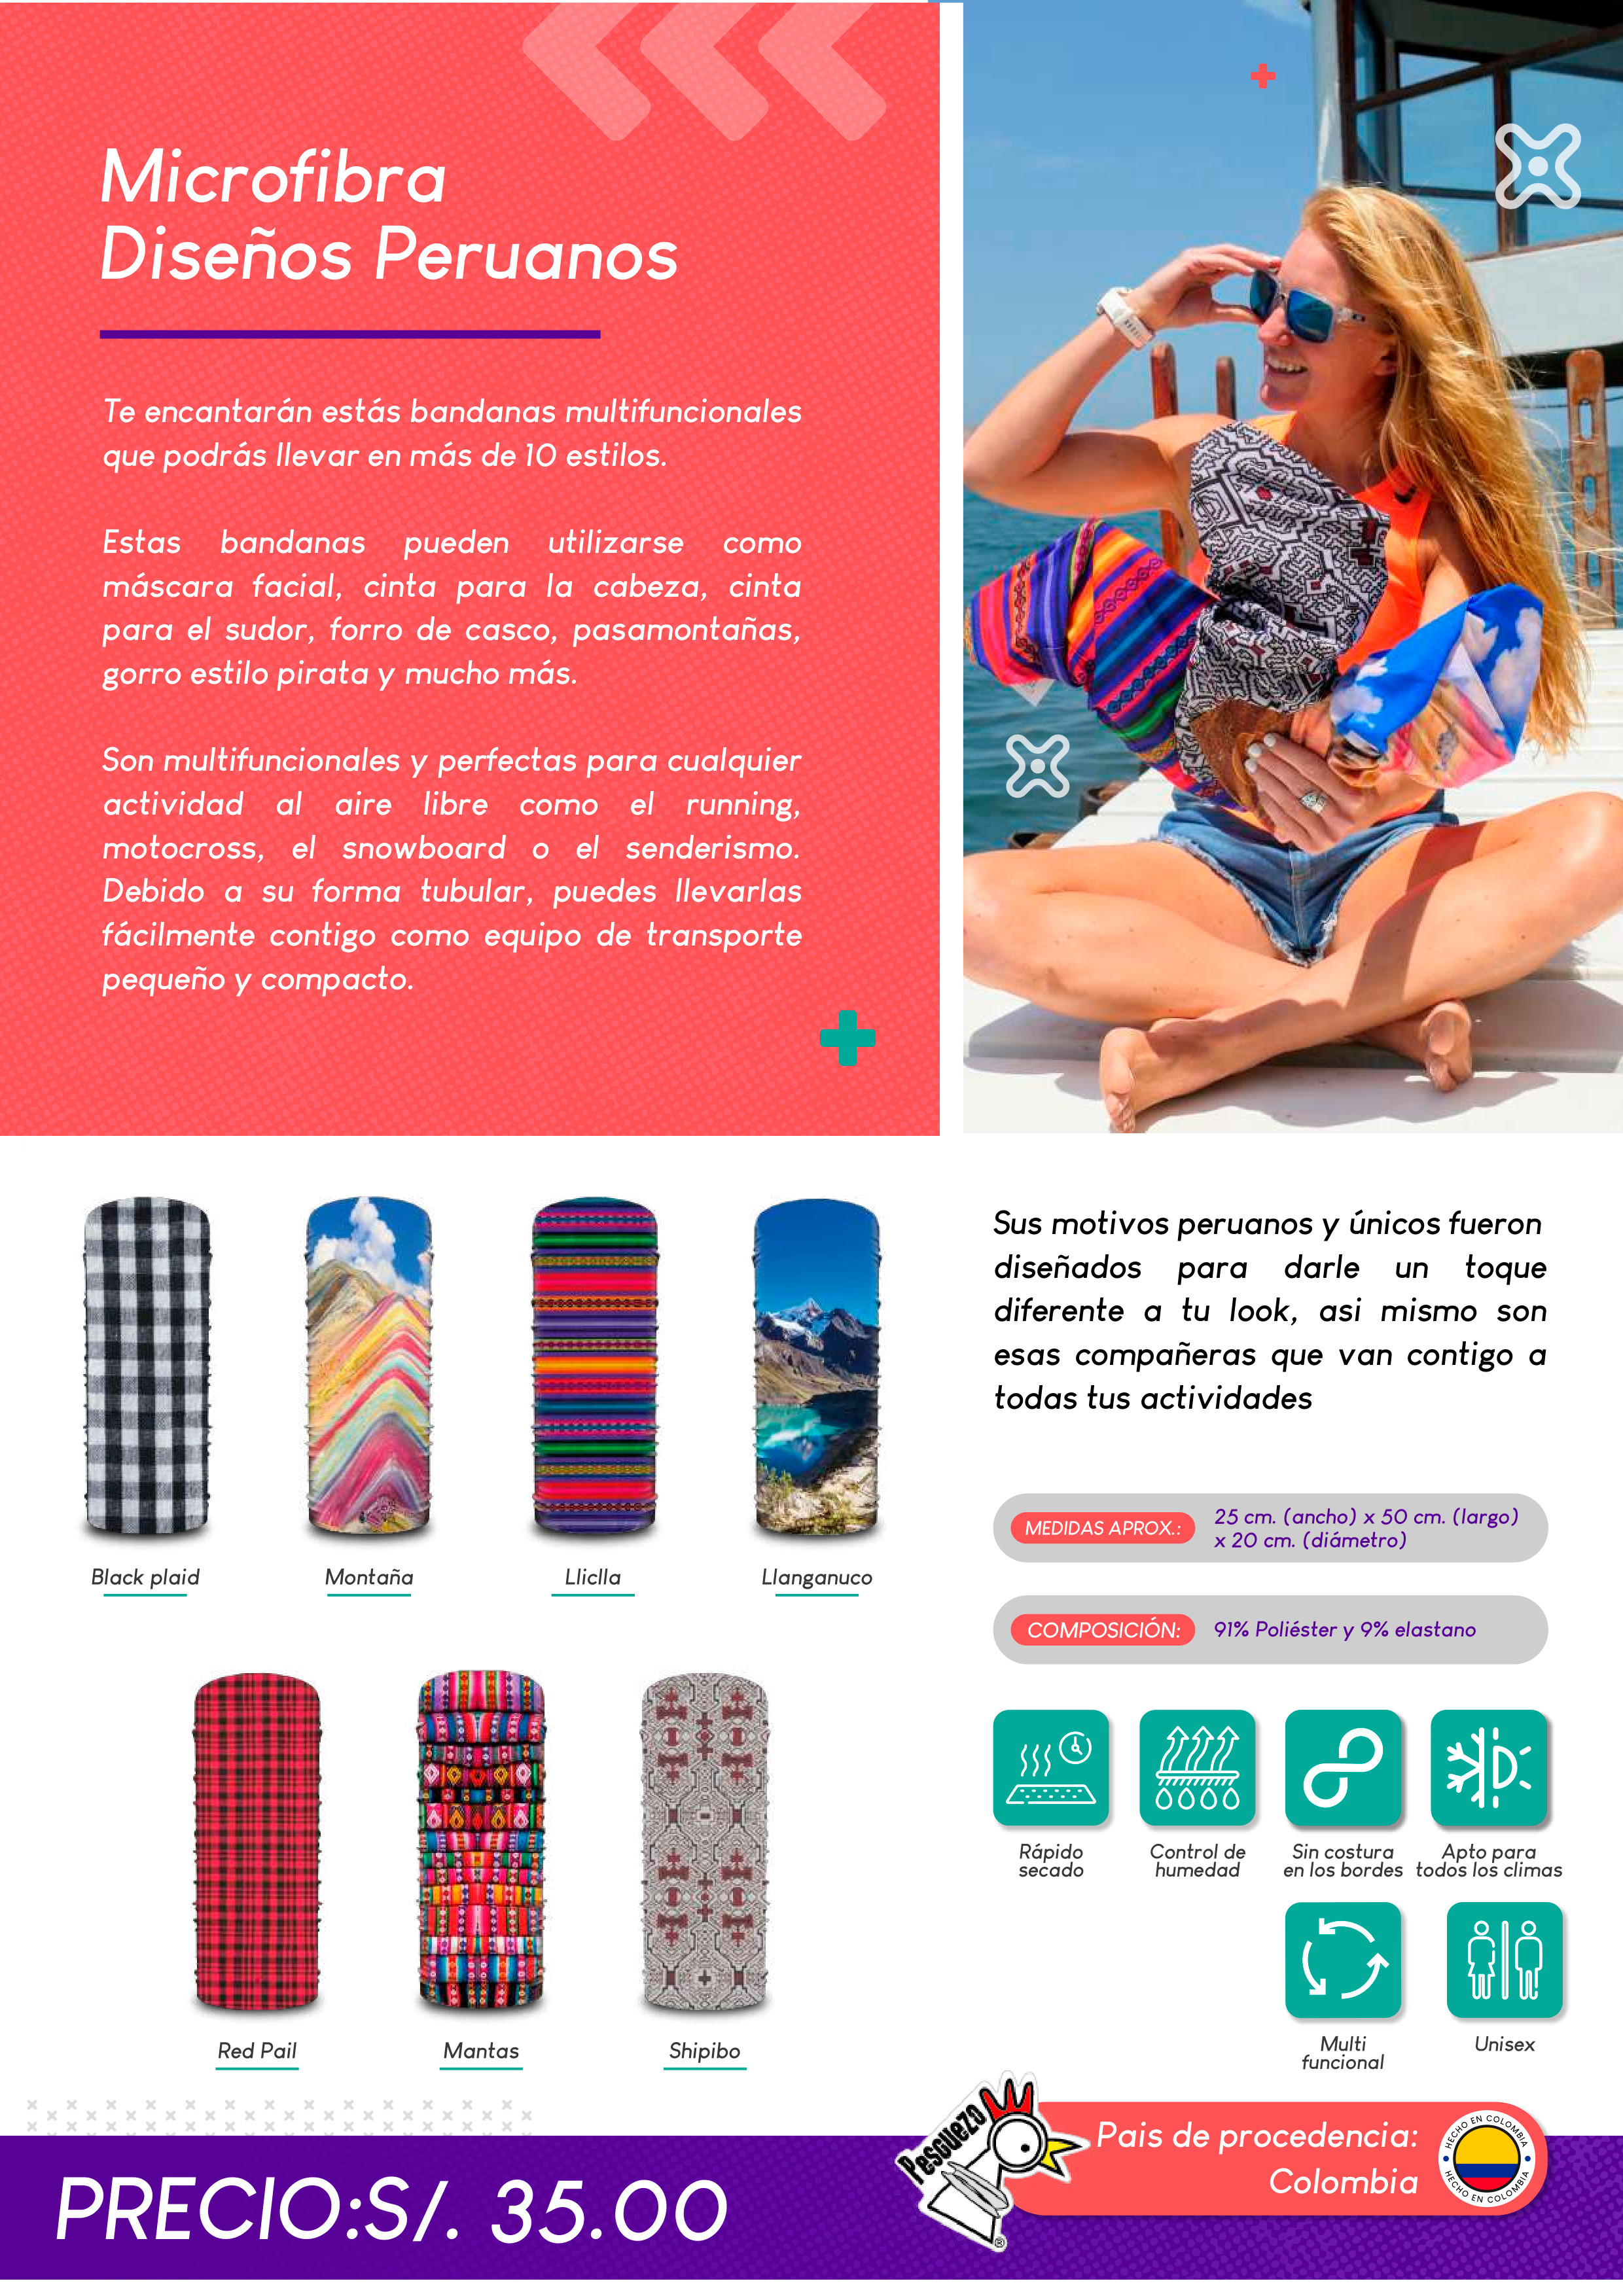 Microfibra
Diseños Peruanos
Te encantarán estás bandanas multifuncionales
que podrás llevar en más de 10 estilos.
Estas bandanas pueden utilizarse como
máscara facial, cinta para la cabeza, cinta
para el sudor, forro de casco, pasamontañas,
gorro estilo pirata y mucho más.
Son multifuncionales y perfectas para cualquier
actividad al aire libre como el running,
motocross, el snowboard o el senderismo.
Debido a su forma tubular, puedes llevarlas
fácilmente contigo como equipo de transporte
pequeño y compacto.
Black plaid
Montaña
Lliclla
Llanganuco
Red Pail
Mantas
Shipibo
Sus motivos peruanos y únicos fueron
diseñados para darle un toque
diferente a tu look, asi mismo son
esas compañeras que van contigo a
todas tus actividades
MEDIDAS APROX.:
25 cm. (ancho) x 50 cm. (largo)
x 20 cm. (diámetro)
COMPOSICIÓN:
91% Poliéster y 9% elastano
Rápido
secado
Control de
humedad
Sin costura
en los bordes
Apto para
todos los climas
Multi
funcional
Unisex
PRECIO:S/. 35.00
Pescuezo
®
Pais de procedencia:
Colombia
HECHO EN COLOMBIA
HECHO EN COLOMBIA